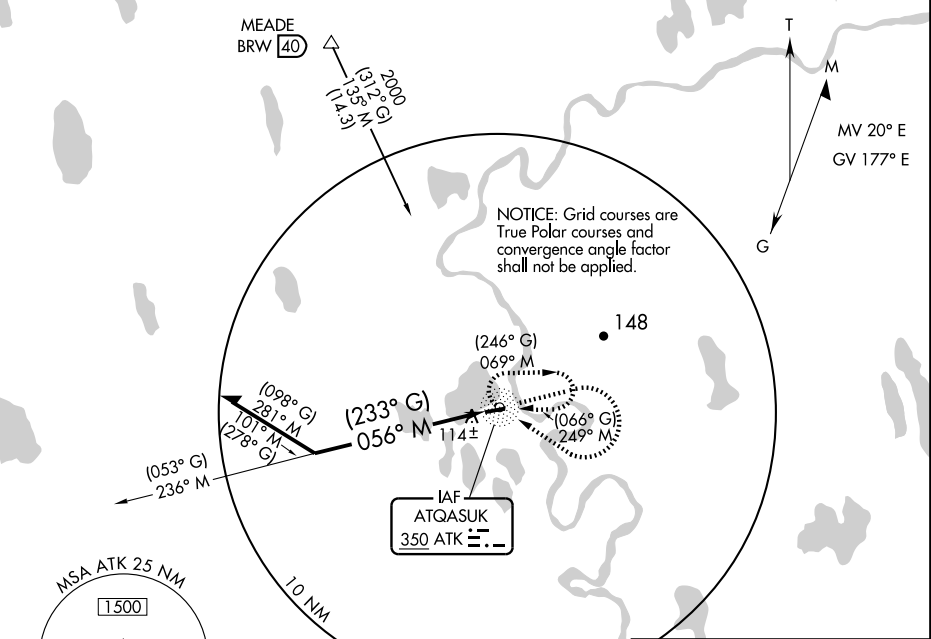 MEADE
BRW 40
2000
(312° G)
135° M
(14.3)
T
M
MV 20° E
GV 177° E
G
NOTICE: Grid courses are
True Polar courses and
convergence angle factor
shall not be applied.
148
(246° G)
069° M
(098° G)
281° M
101° M
(278° G)
(233° G)
056° M
114±
(066° G)
249° M
(053° G)
236° M
IAF
ATQASUK
350 ATK
10 NM
MSA ATK 25 NM
1500